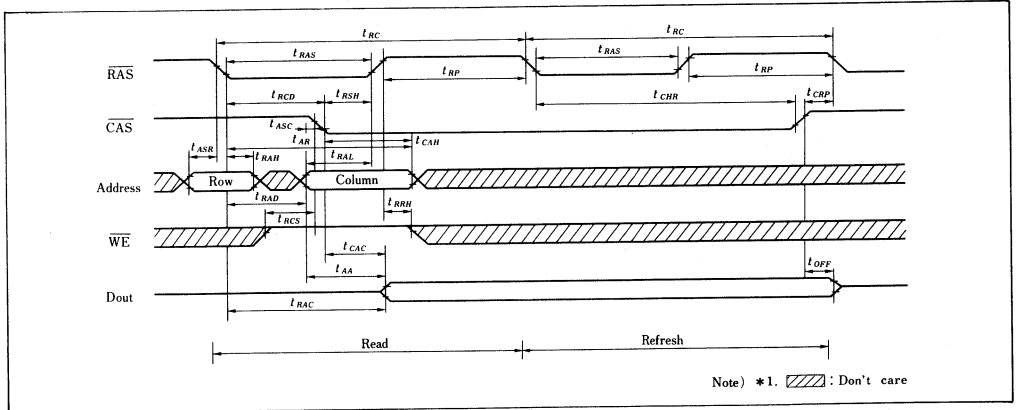 tRC tRC
tRAS tRAS
RAS
tRP tRP
tRCD tRSH tCHR tCRP
CAS
tASC
tAR tCAH
tASR tRAH tRAL
Address Row Column
tRAD tRRH
tRCS
WE
tCAC
tOFF
tAA
Dout
tRAC
Read Refresh
Note) *1. : Don't care